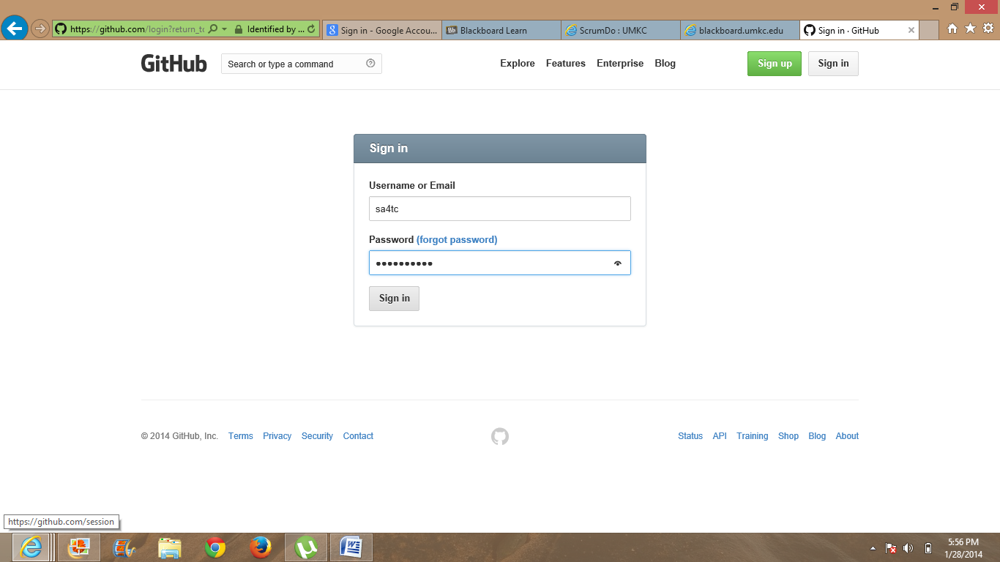 https://github.com/login?return_to
Identified by ...
Sign in - Google Accou...
Blackboard Learn
ScrumDo : UMKC
blackboard.umkc.edu
Sign in · GitHub
GitHub
Search or type a command
Explore
Features
Enterprise
Blog
Sign up
Sign in
Sign in
Username or Email
sa4tc
Password (forgot password)
••••••••••
Sign in
© 2014 GitHub, Inc.
Terms
Privacy
Security
Contact
Status
API
Training
Shop
Blog
About
https://github.com/session
5:56 PM
1/28/2014